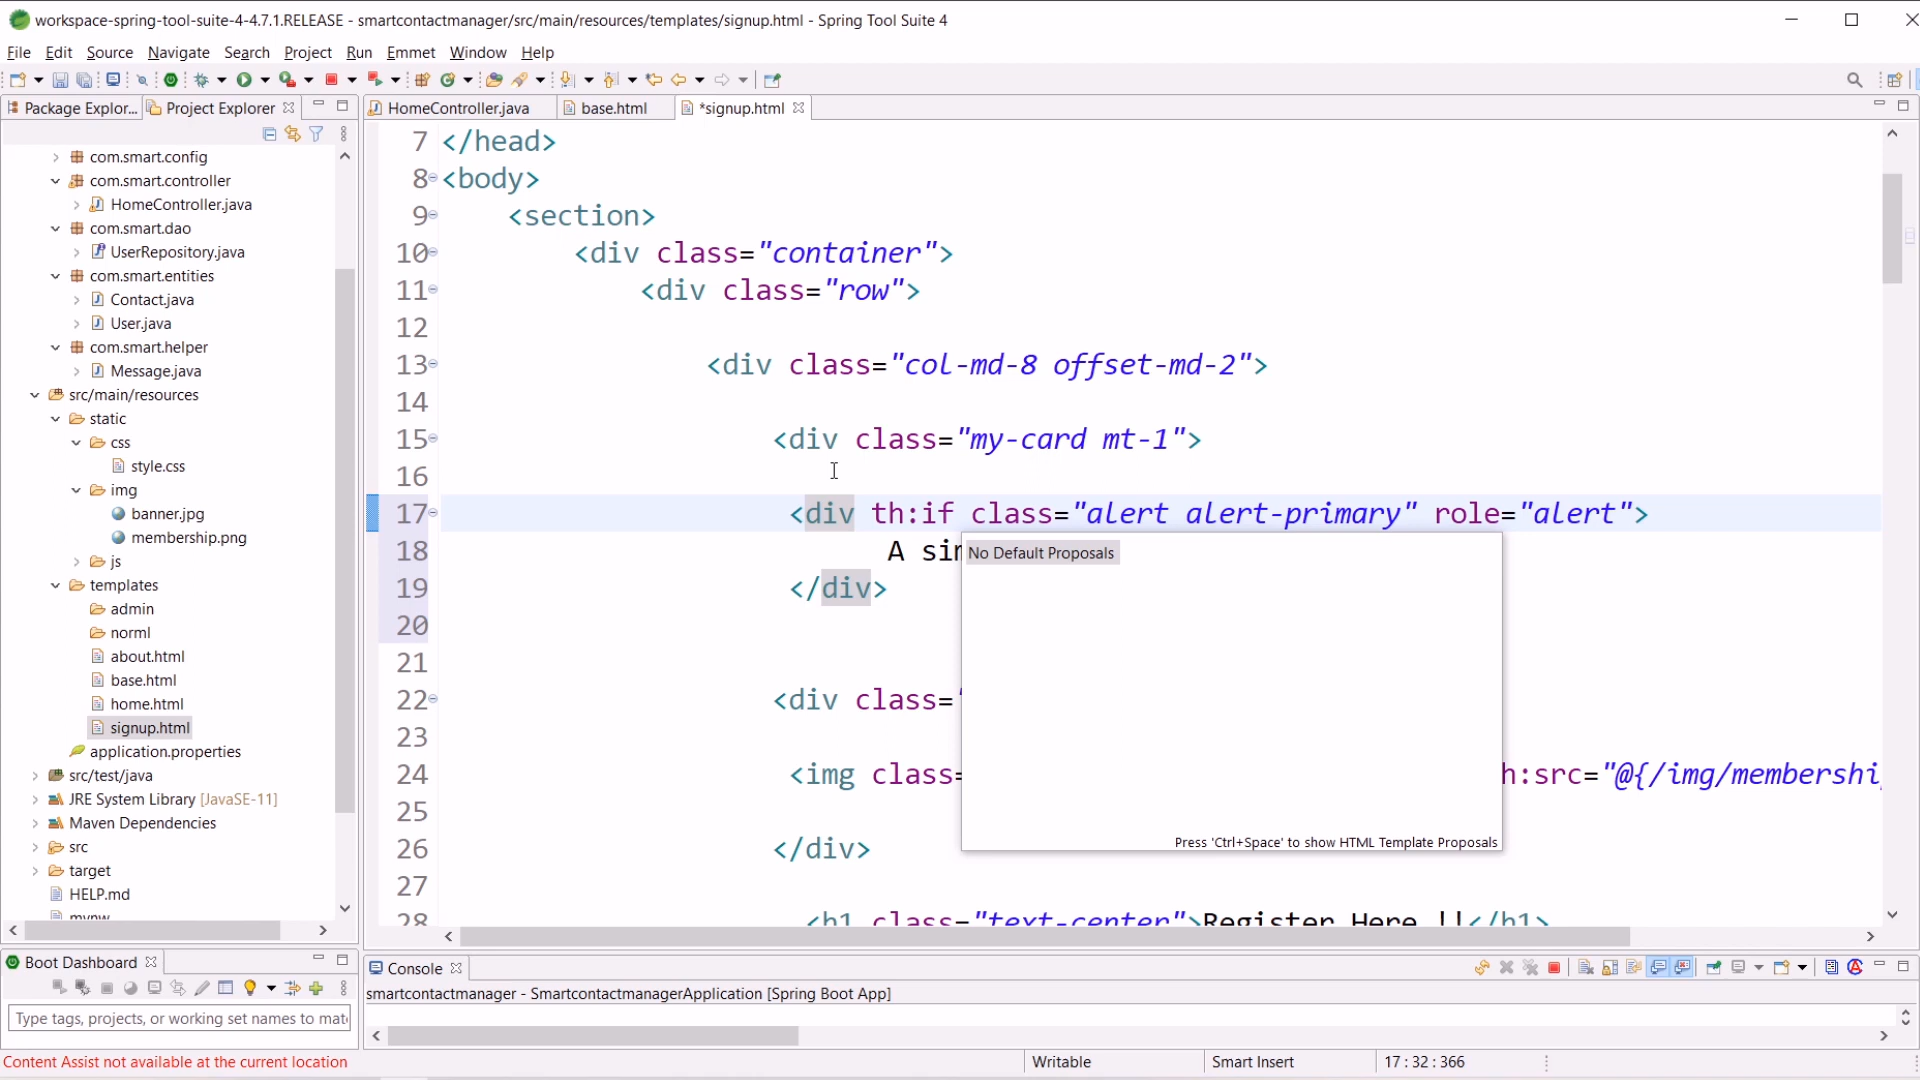 workspace-spring-tool-suite-4-4.7.1.RELEASE - smartcontactmanager/src/main/resources/templates/signup.html - Spring Tool Suite 4
File Edit Source Navigate Search Project Run Emmet Window Help
Package Explor... Project Explorer
HomeController.java base.html *signup.html
com.smart.config
com.smart.controller
HomeController.java
com.smart.dao
UserRepository.java
com.smart.entities
Contact.java
User.java
com.smart.helper
Message.java
src/main/resources
static
css
style.css
img
banner.jpg
membership.png
js
templates
admin
norml
about.html
base.html
home.html
signup.html
application.properties
src/test/java
JRE System Library [JavaSE-11]
Maven Dependencies
src
target
HELP.md
mvnw
7 </head>
8 <body>
9 <section>
10 <div class="container">
11 <div class="row">
12
13 <div class="col-md-8 offset-md-2">
14
15 <div class="my-card mt-1">
16
17 <div th:if class="alert alert-primary" role="alert">
18 A sim
19 </div>
20
21
22 <div class="
23
24 <img class= h:src="@{/img/membershi
25
26 </div>
27
28 <h1 class="text-center">Register Here !!</h1>
No Default Proposals
Press 'Ctrl+Space' to show HTML Template Proposals
Boot Dashboard
Type tags, projects, or working set names to mat
Console
smartcontactmanager - SmartcontactmanagerApplication [Spring Boot App]
Content Assist not available at the current location
Writable
Smart Insert
17 : 32 : 366